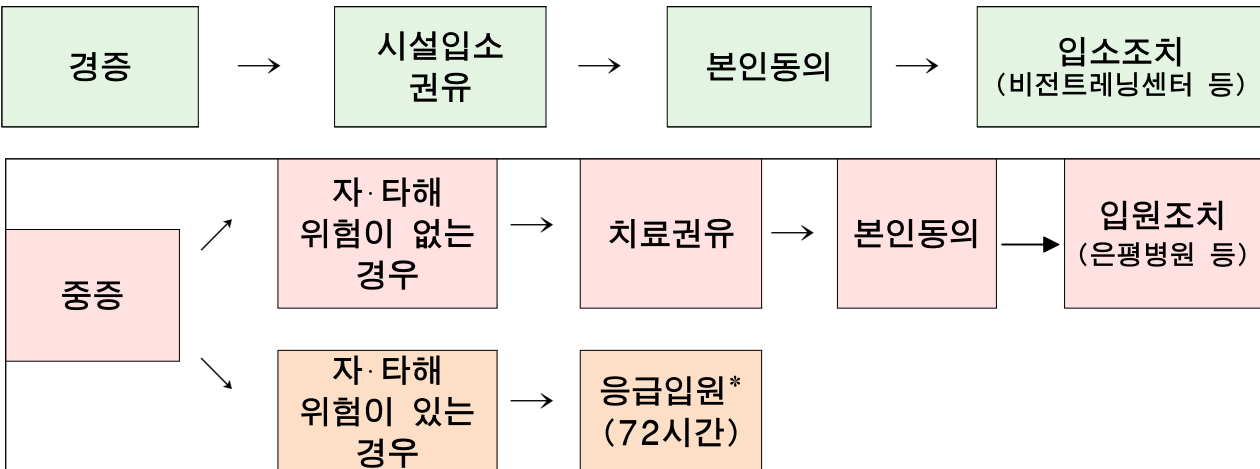 경증 → 시설입소 권유 → 본인동의 → 입소조치
(비전트레닝센터 등)
중증
자·타해
위험이 없는
경우
→ 치료권유 → 본인동의 → 입원조치
(은평병원 등)
자·타해
위험이 있는
경우
→ 응급입원*
(72시간)